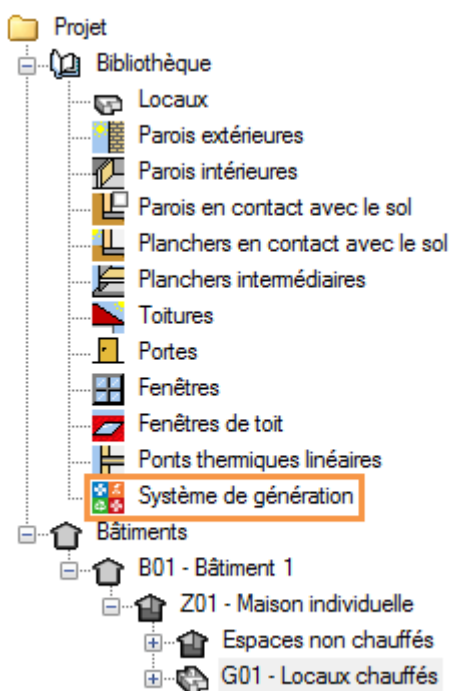 Projet
Bibliothèque
Locaux
Parois extérieures
Parois intérieures
Parois en contact avec le sol
Planchers en contact avec le sol
Planchers intermédiaires
Toitures
Portes
Fenêtres
Fenêtres de toit
Ponts thermiques linéaires
Système de génération
Bâtiments
B01 - Bâtiment 1
Z01 - Maison individuelle
Espaces non chauffés
G01 - Locaux chauffés